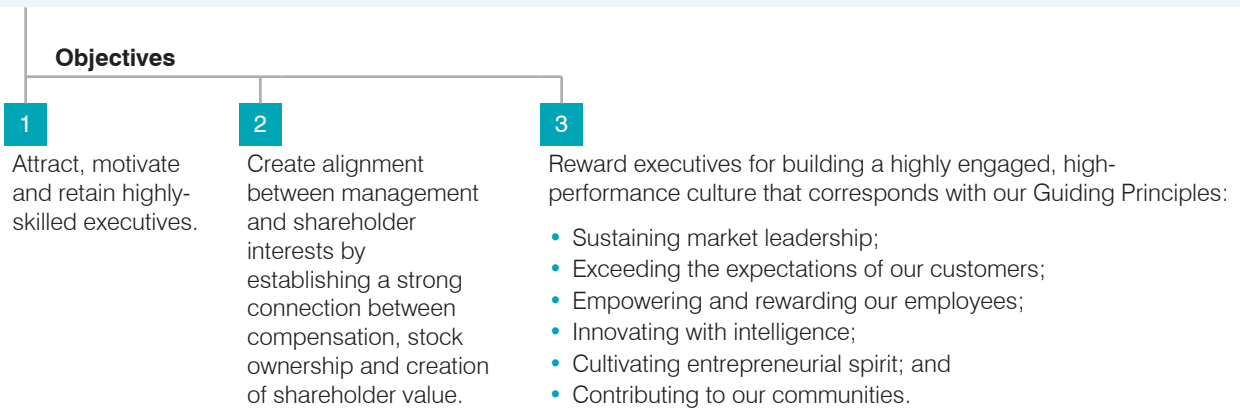 Objectives
1
Attract, motivate
and retain highly-
skilled executives.
2
Create alignment
between management
and shareholder
interests by
establishing a strong
connection between
compensation, stock
ownership and creation
of shareholder value.
3
Reward executives for building a highly engaged, high-
performance culture that corresponds with our Guiding Principles:
• Sustaining market leadership;
• Exceeding the expectations of our customers;
• Empowering and rewarding our employees;
• Innovating with intelligence;
• Cultivating entrepreneurial spirit; and
• Contributing to our communities.